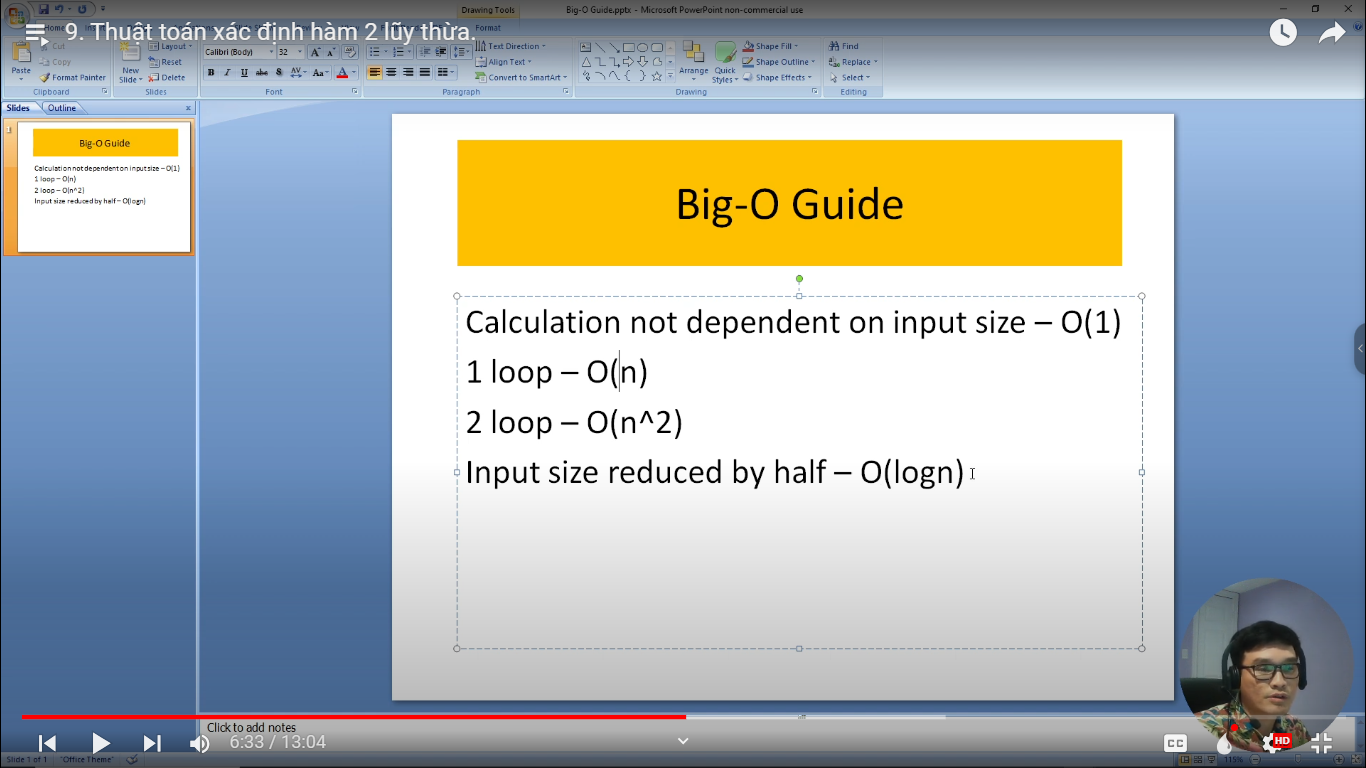 Drawing Tools
Big-O Guide.pptx - Microsoft PowerPoint non-commercial use
9. Thuật toán xác định hàm 2 lũy thừa.
Home
Format
Paste
Cut
Copy
Format Painter
Clipboard
New
Slide
Layout
Reset
Delete
Slides
Calibri (Body)
32
Font
Paragraph
Text Direction
Align Text
Convert to SmartArt
Arrange
Quick
Styles
Shape Fill
Shape Outline
Shape Effects
Drawing
Find
Replace
Select
Editing
Slides
Outline
1
Big-O Guide
Calculation not dependent on input size – O(1)
1 loop – O(n)
2 loop – O(n^2)
Input size reduced by half – O(logn)
Big-O Guide
Calculation not dependent on input size – O(1)
1 loop – O(n)
2 loop – O(n^2)
Input size reduced by half – O(logn)
Click to add notes
6:33 / 13:04
CC
HD
Slide 1 of 1
"Office Theme"
115%